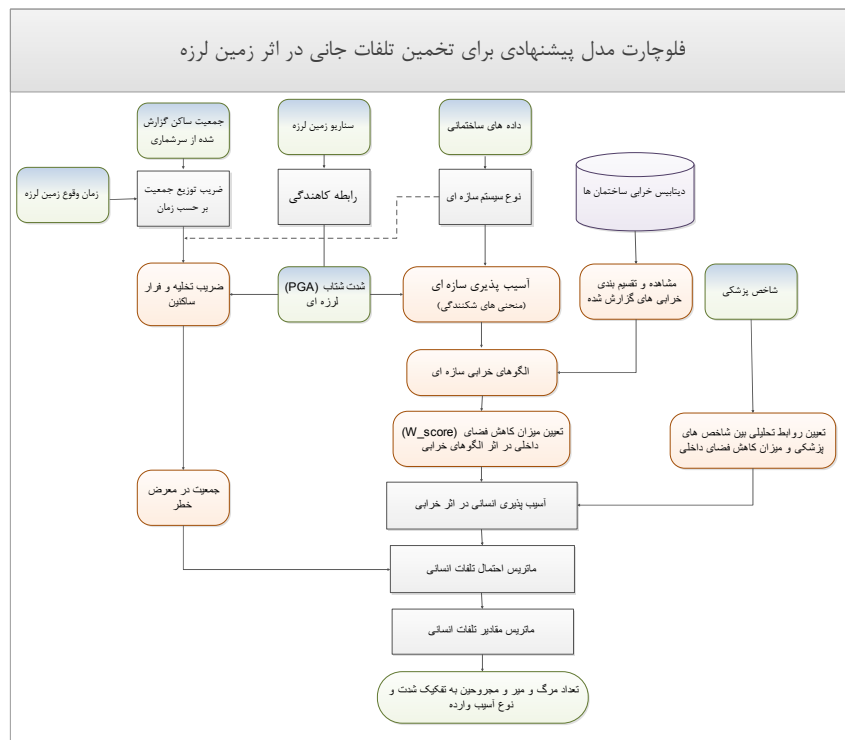 فلوچارت مدل پیشنهادی برای تخمین تلفات جانی در اثر زمین لرزه
جمعیت ساکن گزارش
شده از سرشماری
سناریو زمین لرزه
داده های ساختمانی
زمان وقوع زمین لرزه
ضریب توزیع جمعیت
بر حسب زمان
رابطه کاهندگی
نوع سیستم سازه ای
دیتابیس خرابی ساختمان ها
ضریب تخلیه و فرار
ساکنین
شدت شتاب (PGA)
لرزه ای
آسیب پذیری سازه ای
(منحنی های شکنندگی)
مشاهده و تقسیم بندی
خرابی های گزارش شده
شاخص پزشکی
الگوهای خرابی سازه ای
تعیین میزان کاهش فضای (W_score)
داخلی در اثر الگوهای خرابی
تعیین روابط تحلیلی بین شاخص های
پزشکی و میزان کاهش فضای داخلی
جمعیت در معرض
خطر
آسیب پذیری انسانی در اثر خرابی
ماتریس احتمال تلفات انسانی
ماتریس مقادیر تلفات انسانی
تعداد مرگ و میر و مجروحین به تفکیک شدت و
نوع آسیب وارده